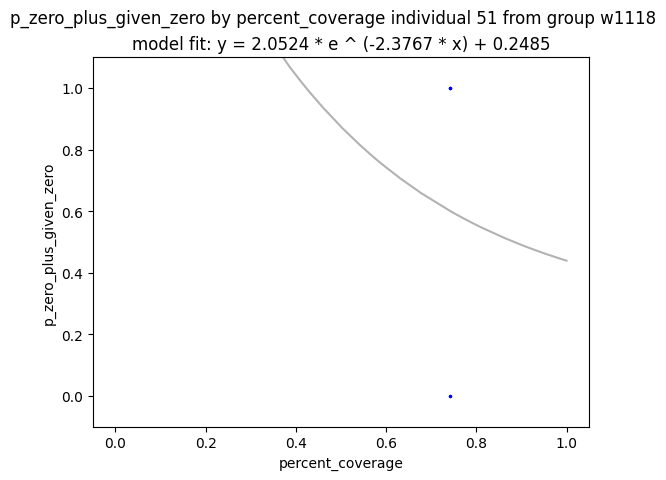 p_zero_plus_given_zero by percent_coverage individual 51 from group w1118
model fit: y = 2.0524 * e ^ (-2.3767 * x) + 0.2485
1.0
0.8
0.6
0.4
0.2
0.0
p_zero_plus_given_zero
0.0 0.2 0.4 0.6 0.8 1.0
percent_coverage